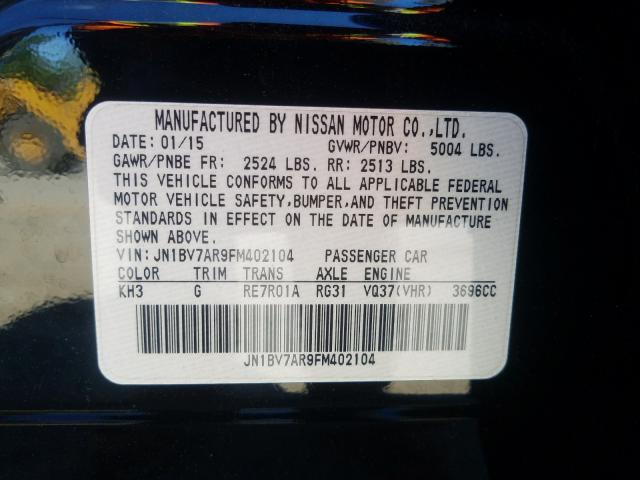 MANUFACTURED BY NISSAN MOTOR CO.,LTD.
DATE: 01/15 GVWR/PNBV: 5004 LBS.
GAWR/PNBE FR: 2524 LBS. RR: 2513 LBS.
THIS VEHICLE CONFORMS TO ALL APPLICABLE FEDERAL
MOTOR VEHICLE SAFETY,BUMPER,AND THEFT PREVENTION
STANDARDS IN EFFECT ON THE DATE OF MANUFACTURE
SHOWN ABOVE.
VIN:JN1BV7AR9FM402104 PASSENGER CAR
COLOR TRIM TRANS AXLE ENGINE
KH3 G RE7R01A RG31 VQ37(VHR) 3696CC
JN1BV7AR9FM402104